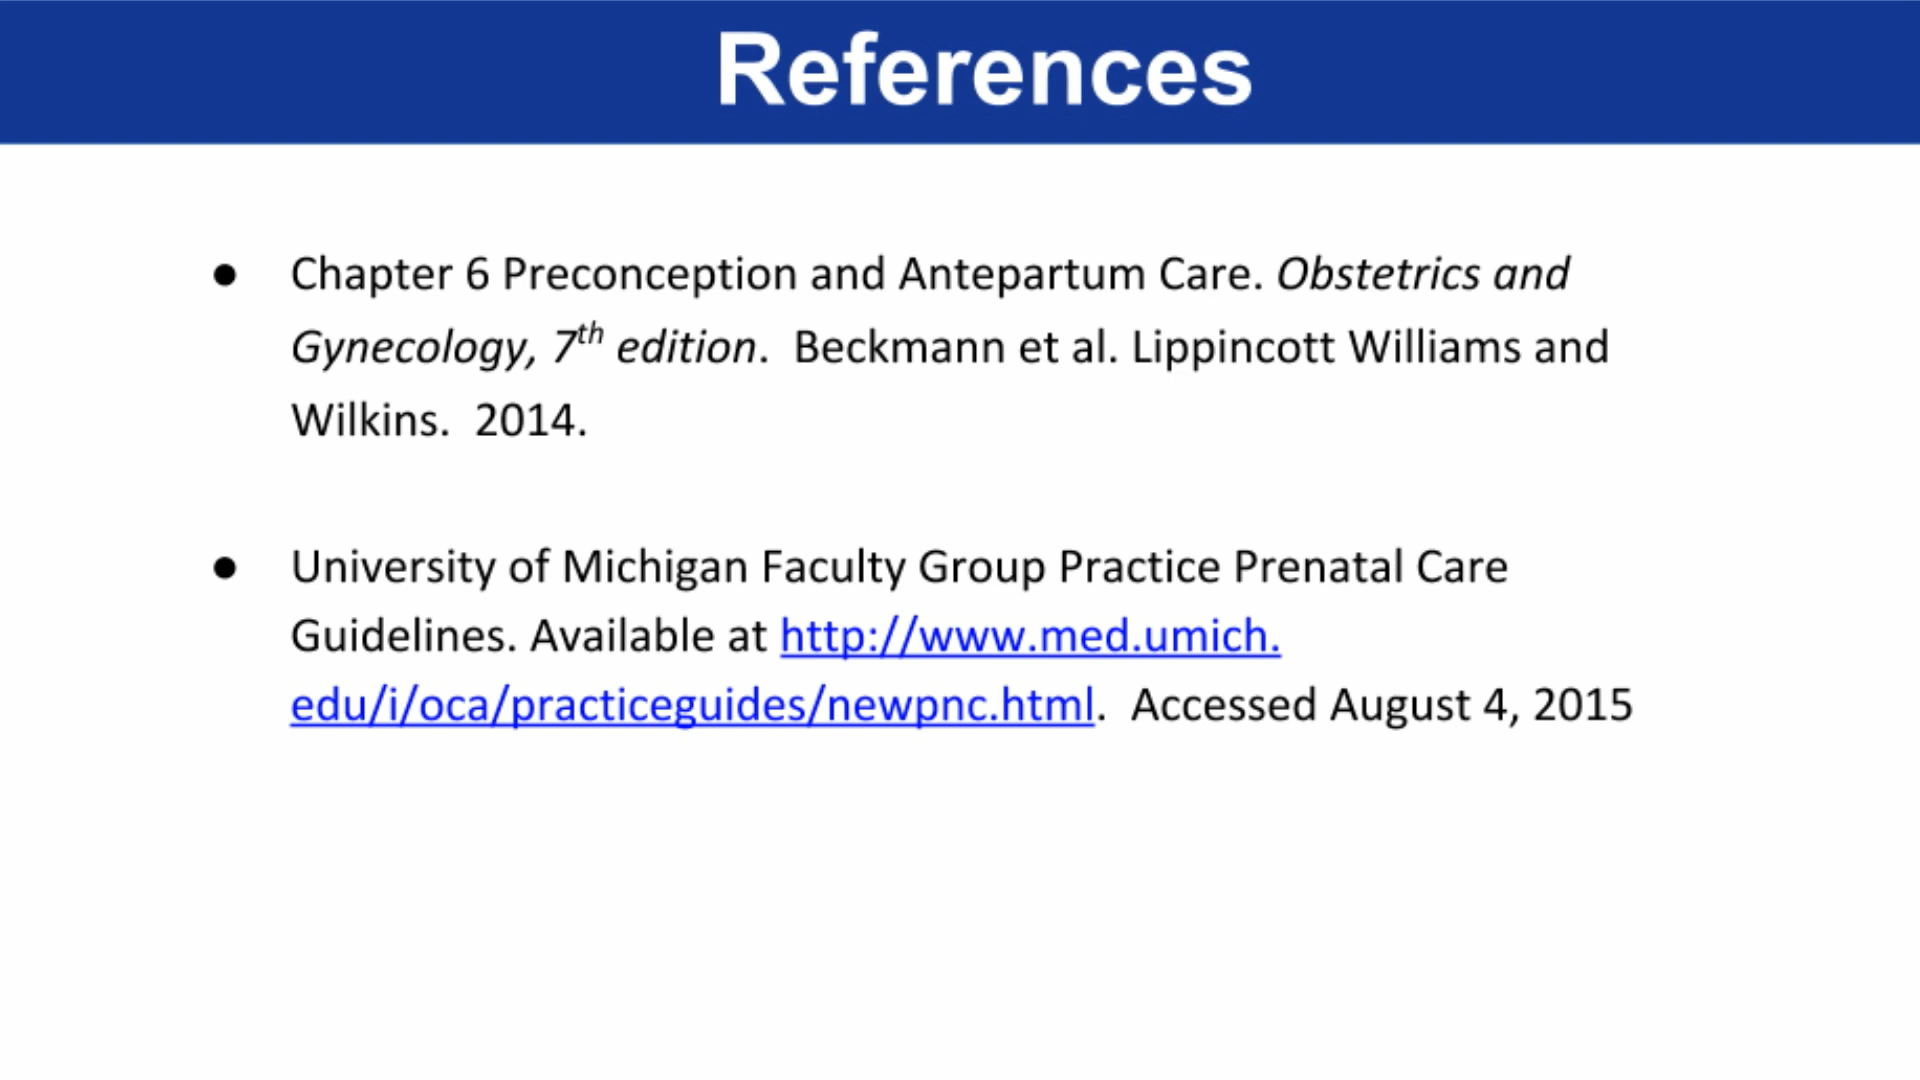 References
● Chapter 6 Preconception and Antepartum Care. Obstetrics and
Gynecology, 7th edition.  Beckmann et al. Lippincott Williams and
Wilkins.  2014.
● University of Michigan Faculty Group Practice Prenatal Care
Guidelines. Available at http://www.med.umich.
edu/i/oca/practiceguides/newpnc.html.  Accessed August 4, 2015